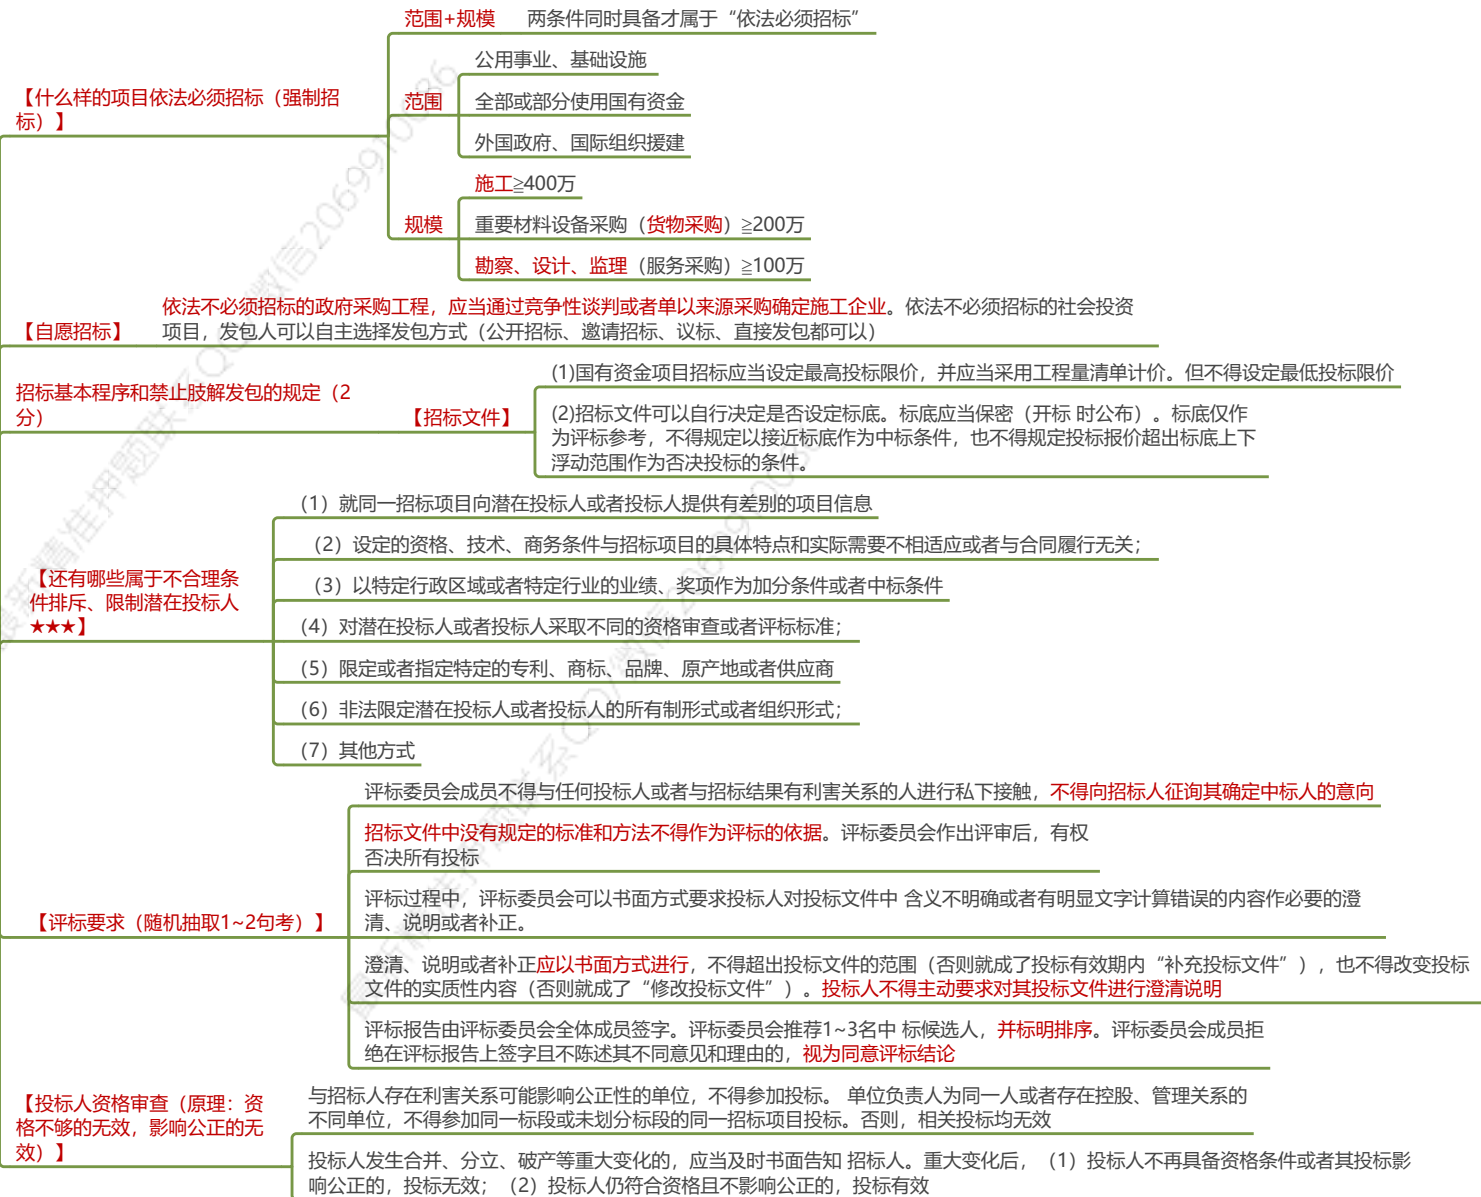 范围+规模 两条件同时具备才属于“依法必须招标”
【什么样的项目依法必须招标（强制招
标）】
范围
公用事业、基础设施
全部或部分使用国有资金
外国政府、国际组织援建
规模
施工≧400万
重要材料设备采购（货物采购）≧200万
勘察、设计、监理（服务采购）≧100万
【自愿招标】
依法不必须招标的政府采购工程，应当通过竞争性谈判或者单以来源采购确定施工企业。依法不必须招标的社会投资
项目，发包人可以自主选择发包方式（公开招标、邀请招标、议标、直接发包都可以）
招标基本程序和禁止肢解发包的规定（2
分）
【招标文件】
(1)国有资金项目招标应当设定最高投标限价，并应当采用工程量清单计价。但不得设定最低投标限价
(2)招标文件可以自行决定是否设定标底。标底应当保密（开标 时公布）。标底仅作
为评标参考，不得规定以接近标底作为中标条件，也不得规定投标报价超出标底上下
浮动范围作为否决投标的条件。
【还有哪些属于不合理条
件排斥、限制潜在投标人
★★★】
（1）就同一招标项目向潜在投标人或者投标人提供有差别的项目信息
（2）设定的资格、技术、商务条件与招标项目的具体特点和实际需要不相适应或者与合同履行无关；
（3）以特定行政区域或者特定行业的业绩、奖项作为加分条件或者中标条件
（4）对潜在投标人或者投标人采取不同的资格审查或者评标标准；
（5）限定或者指定特定的专利、商标、品牌、原产地或者供应商
（6）非法限定潜在投标人或者投标人的所有制形式或者组织形式；
（7）其他方式
【评标要求（随机抽取1~2句考）】
评标委员会成员不得与任何投标人或者与招标结果有利害关系的人进行私下接触，不得向招标人征询其确定中标人的意向
招标文件中没有规定的标准和方法不得作为评标的依据。评标委员会作出评审后，有权
否决所有投标
评标过程中，评标委员会可以书面方式要求投标人对投标文件中 含义不明确或者有明显文字计算错误的内容作必要的澄
清、说明或者补正。
澄清、说明或者补正应以书面方式进行，不得超出投标文件的范围（否则就成了投标有效期内“补充投标文件”），也不得改变投标
文件的实质性内容（否则就成了“修改投标文件”）。投标人不得主动要求对其投标文件进行澄清说明
评标报告由评标委员会全体成员签字。评标委员会推荐1~3名中 标候选人，并标明排序。评标委员会成员拒
绝在评标报告上签字且不陈述其不同意见和理由的，视为同意评标结论
【投标人资格审查（原理：资
格不够的无效，影响公正的无
效）】
与招标人存在利害关系可能影响公正性的单位，不得参加投标。 单位负责人为同一人或者存在控股、管理关系的
不同单位，不得参加同一标段或未划分标段的同一招标项目投标。否则，相关投标均无效
投标人发生合并、分立、破产等重大变化的，应当及时书面告知 招标人。重大变化后，（1）投标人不再具备资格条件或者其投标影
响公正的，投标无效；（2）投标人仍符合资格且不影响公正的，投标有效